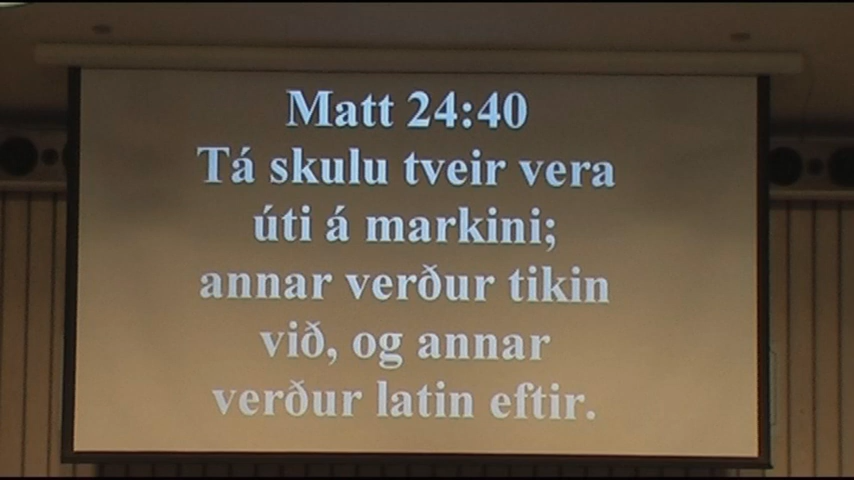 Matt 24:40
Tá skulu tveir vera
úti á markini;
annar verður tikin
við, og annar
verður latin eftir.